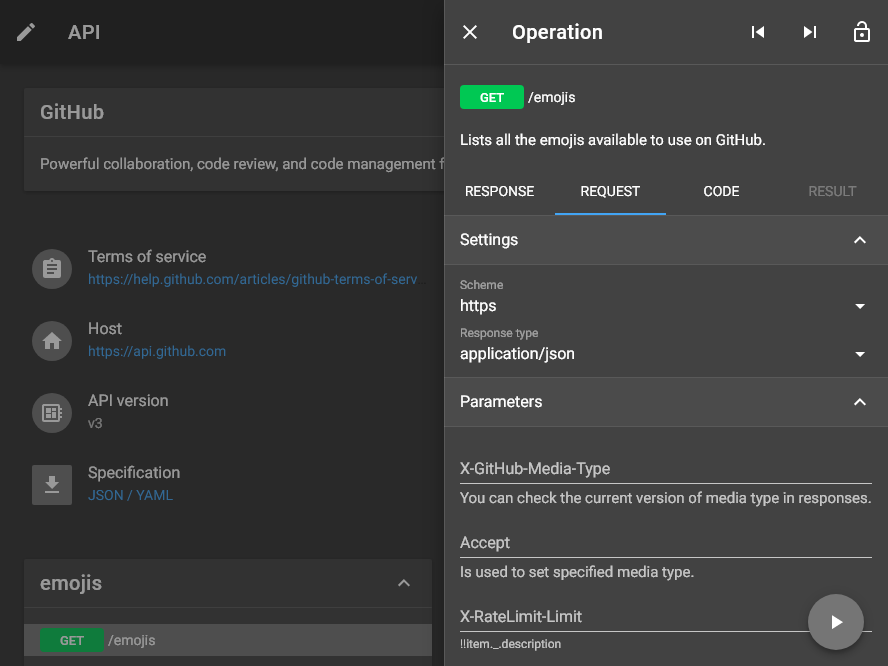 API
GitHub
Powerful collaboration, code review, and code management f
Terms of service
https://help.github.com/articles/github-terms-of-serv
Host
https://api.github.com
API version
v3
Specification
JSON / YAML
emojis
GET /emojis
Operation
GET /emojis
Lists all the emojis available to use on GitHub.
RESPONSE REQUEST CODE RESULT
Settings
Scheme
https
Response type
application/json
Parameters
X-GitHub-Media-Type
You can check the current version of media type in responses.
Accept
Is used to set specified media type.
X-RateLimit-Limit
!!item._.description